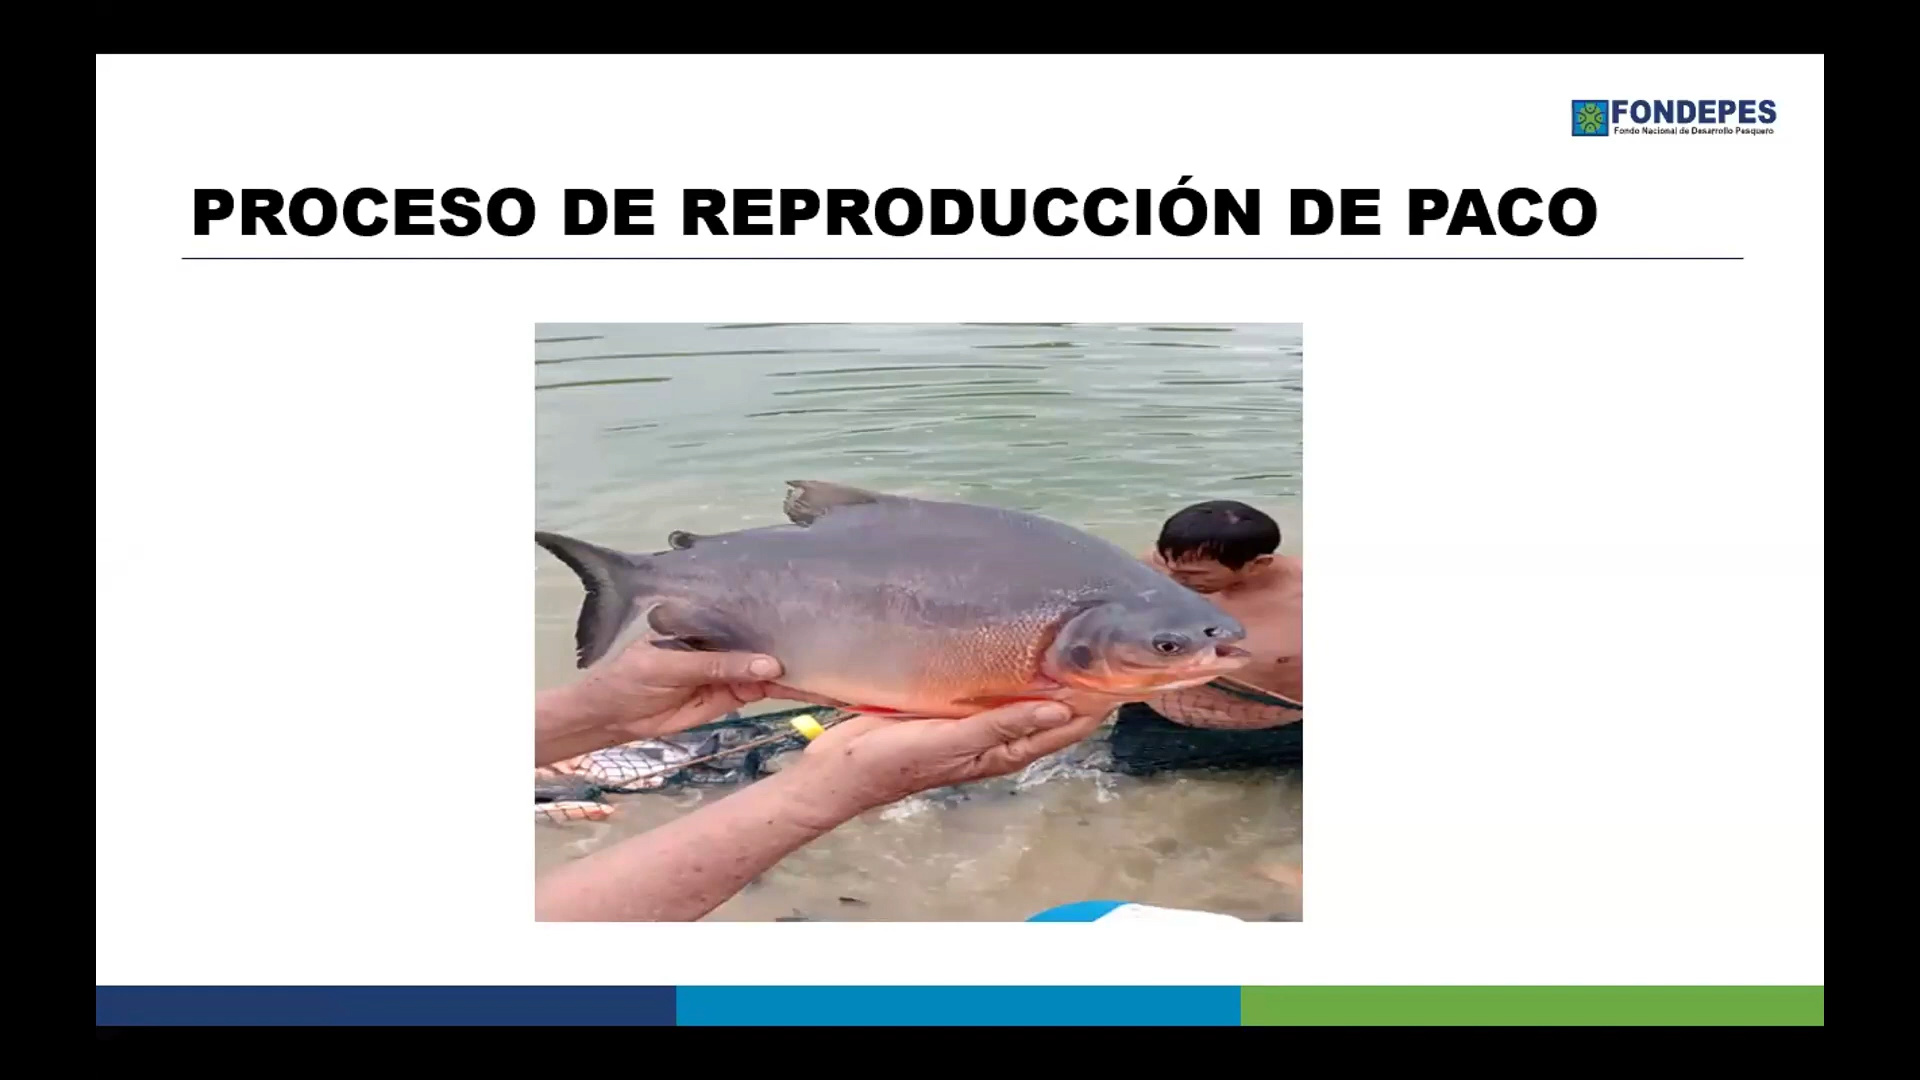 FONDEPES
Fondo Nacional de Desarrollo Pesquero
PROCESO DE REPRODUCCIÓN DE PACO